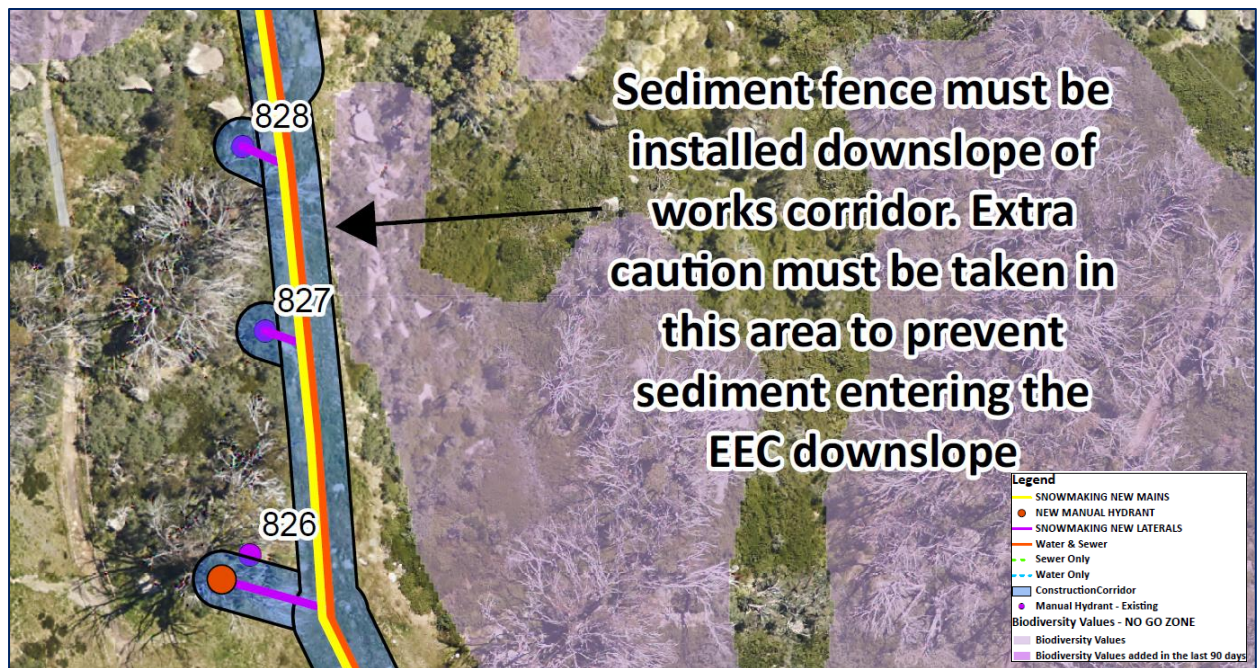 828
827
826
Sediment fence must be
installed downslope of
works corridor. Extra
caution must be taken in
this area to prevent
sediment entering the
EEC downslope
Legend
SNOWMAKING NEW MAINS
NEW MANUAL HYDRANT
SNOWMAKING NEW LATERALS
Water & Sewer
Sewer Only
Water Only
ConstructionCorridor
Manual Hydrant - Existing
Biodiversity Values - NO GO ZONE
Biodiversity Values
Biodiversity Values added in the last 90 days